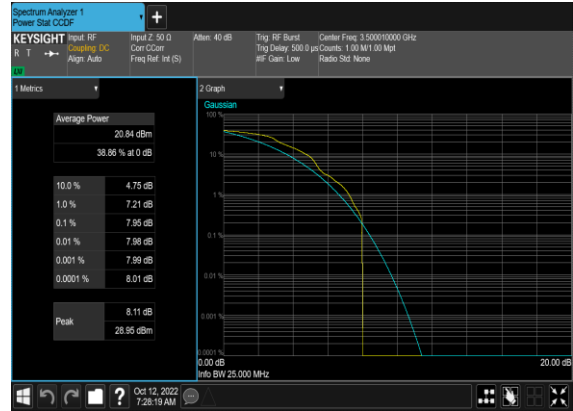 Spectrum Analyzer 1
Power Stat CCDF
KEYSIGHT
R T
LXI
Input: RF
Coupling: DC
Align: Auto
Input Z: 50 Ω
Corr CCorr
Freq Ref: Int (S)
Atten: 40 dB
Trig: RF Burst
Trig Delay: 500.0 µs
#IF Gain: Low
Center Freq: 3.500010000 GHz
Counts: 1.00 M/1.00 Mpt
Radio Std: None
1 Metrics
Average Power
20.84 dBm
38.86 % at 0 dB
10.0 % 4.75 dB
1.0 % 7.21 dB
0.1 % 7.95 dB
0.01 % 7.98 dB
0.001 % 7.99 dB
0.0001 % 8.01 dB
Peak
8.11 dB
28.95 dBm
2 Graph
Gaussian
100 %
10 %
1 %
0.1 %
0.01 %
0.001 %
0.0001 %
0.00 dB 20.00 dB
Info BW 25.000 MHz
?
Oct 12, 2022
7:28:19 AM